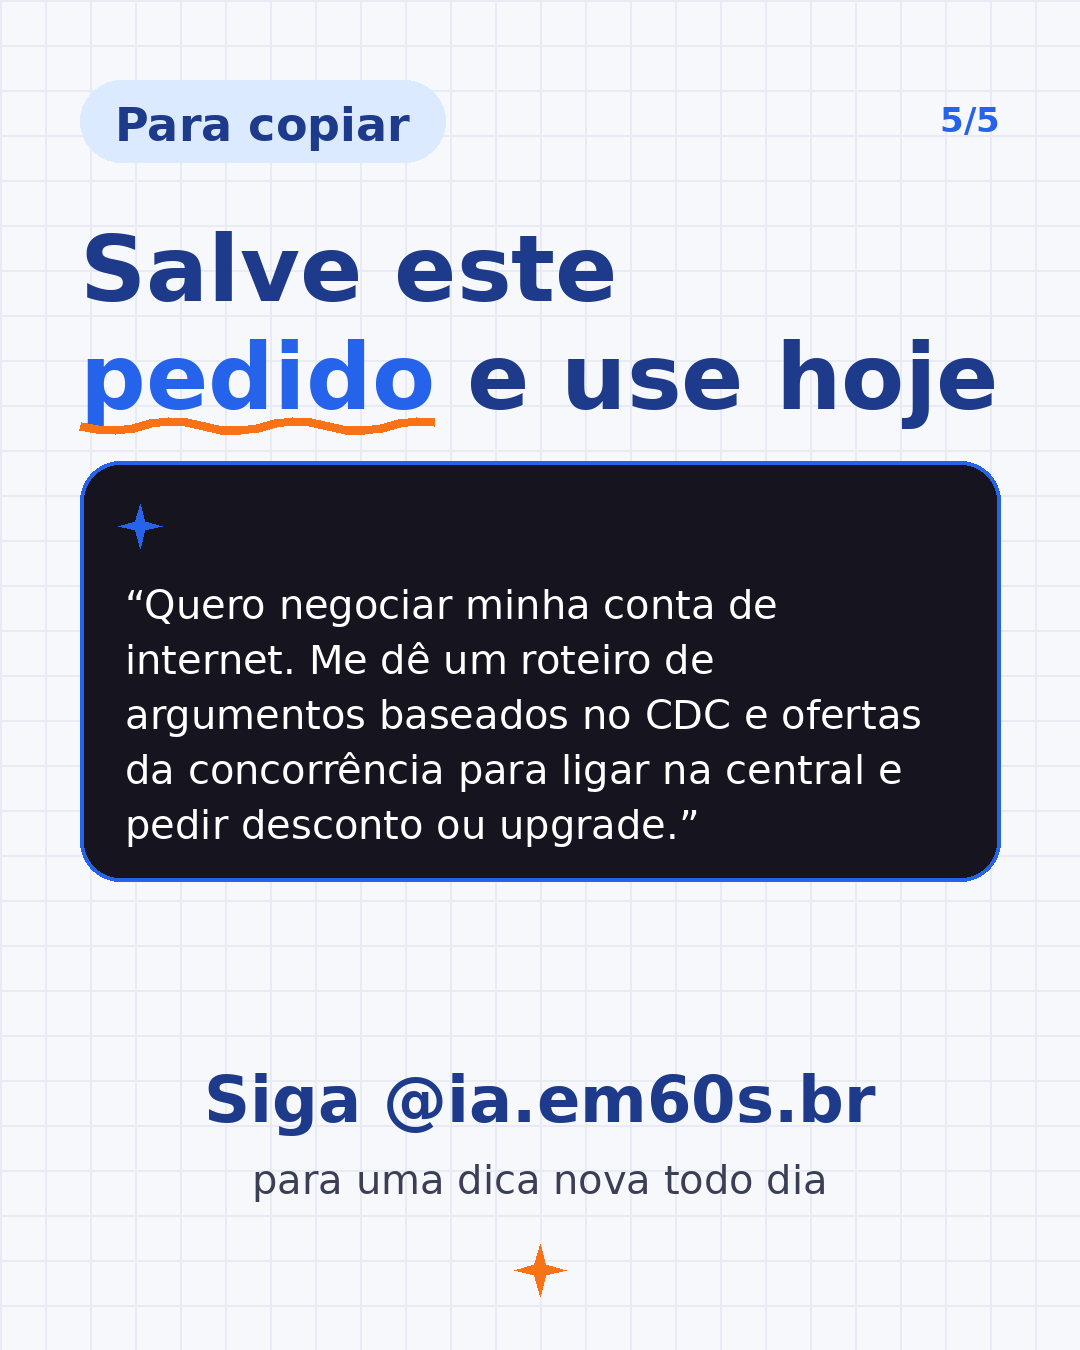 Para copiar
5/5
Salve este
pedido e use hoje
“Quero negociar minha conta de
internet. Me dê um roteiro de
argumentos baseados no CDC e ofertas
da concorrência para ligar na central e
pedir desconto ou upgrade.”
Siga @ia.em60s.br
para uma dica nova todo dia